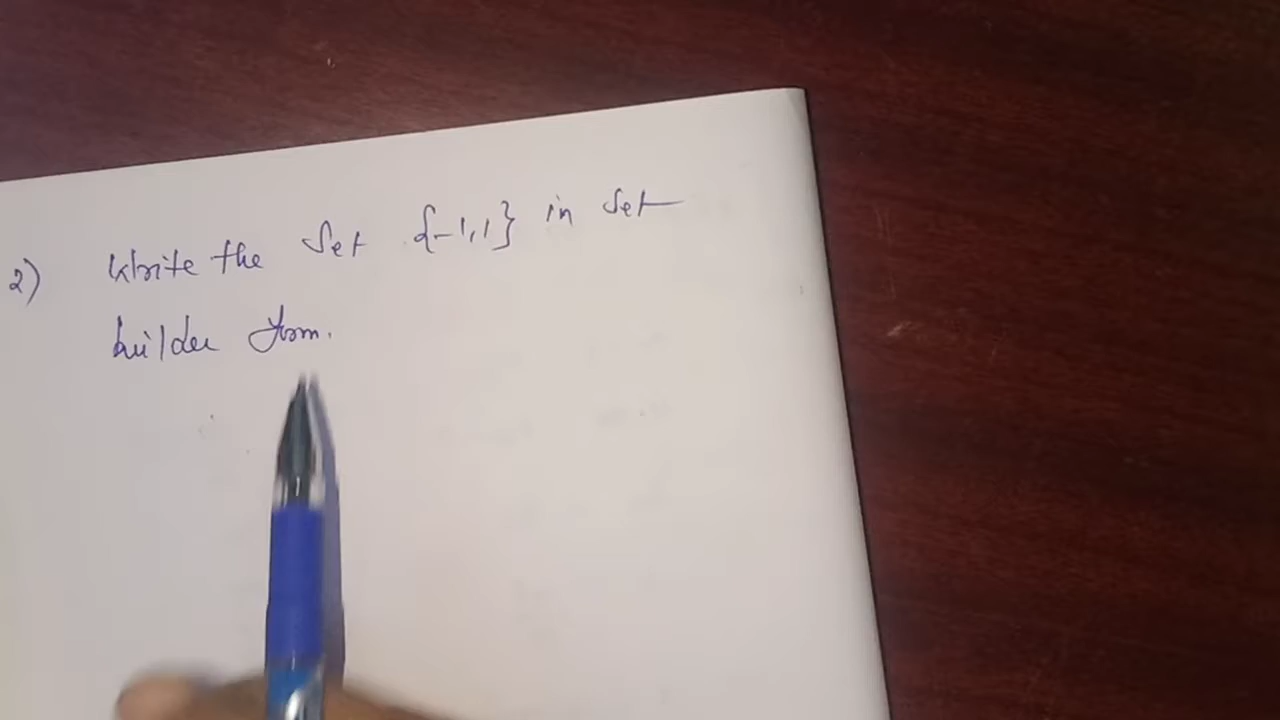 2) Write the Set {-1,1} in Set
builder form.